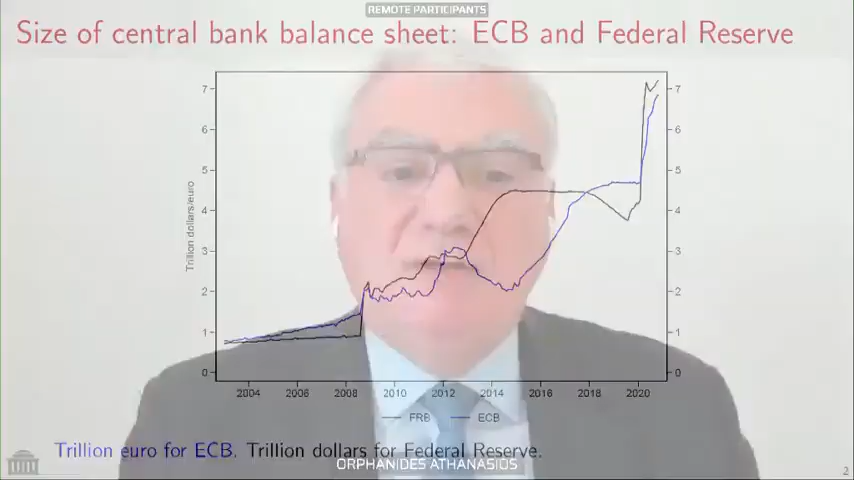 REMOTE PARTICIPANTS
Size of central bank balance sheet: ECB and Federal Reserve
7
6
5
4
3
2
1
0
Trillion dollars/euro
7
6
5
4
3
2
1
0
2004 2006 2008 2010 2012 2014 2016 2018 2020
FRB ECB
Trillion euro for ECB. Trillion dollars for Federal Reserve.
ORPHANIDES ATHANASIOS
2